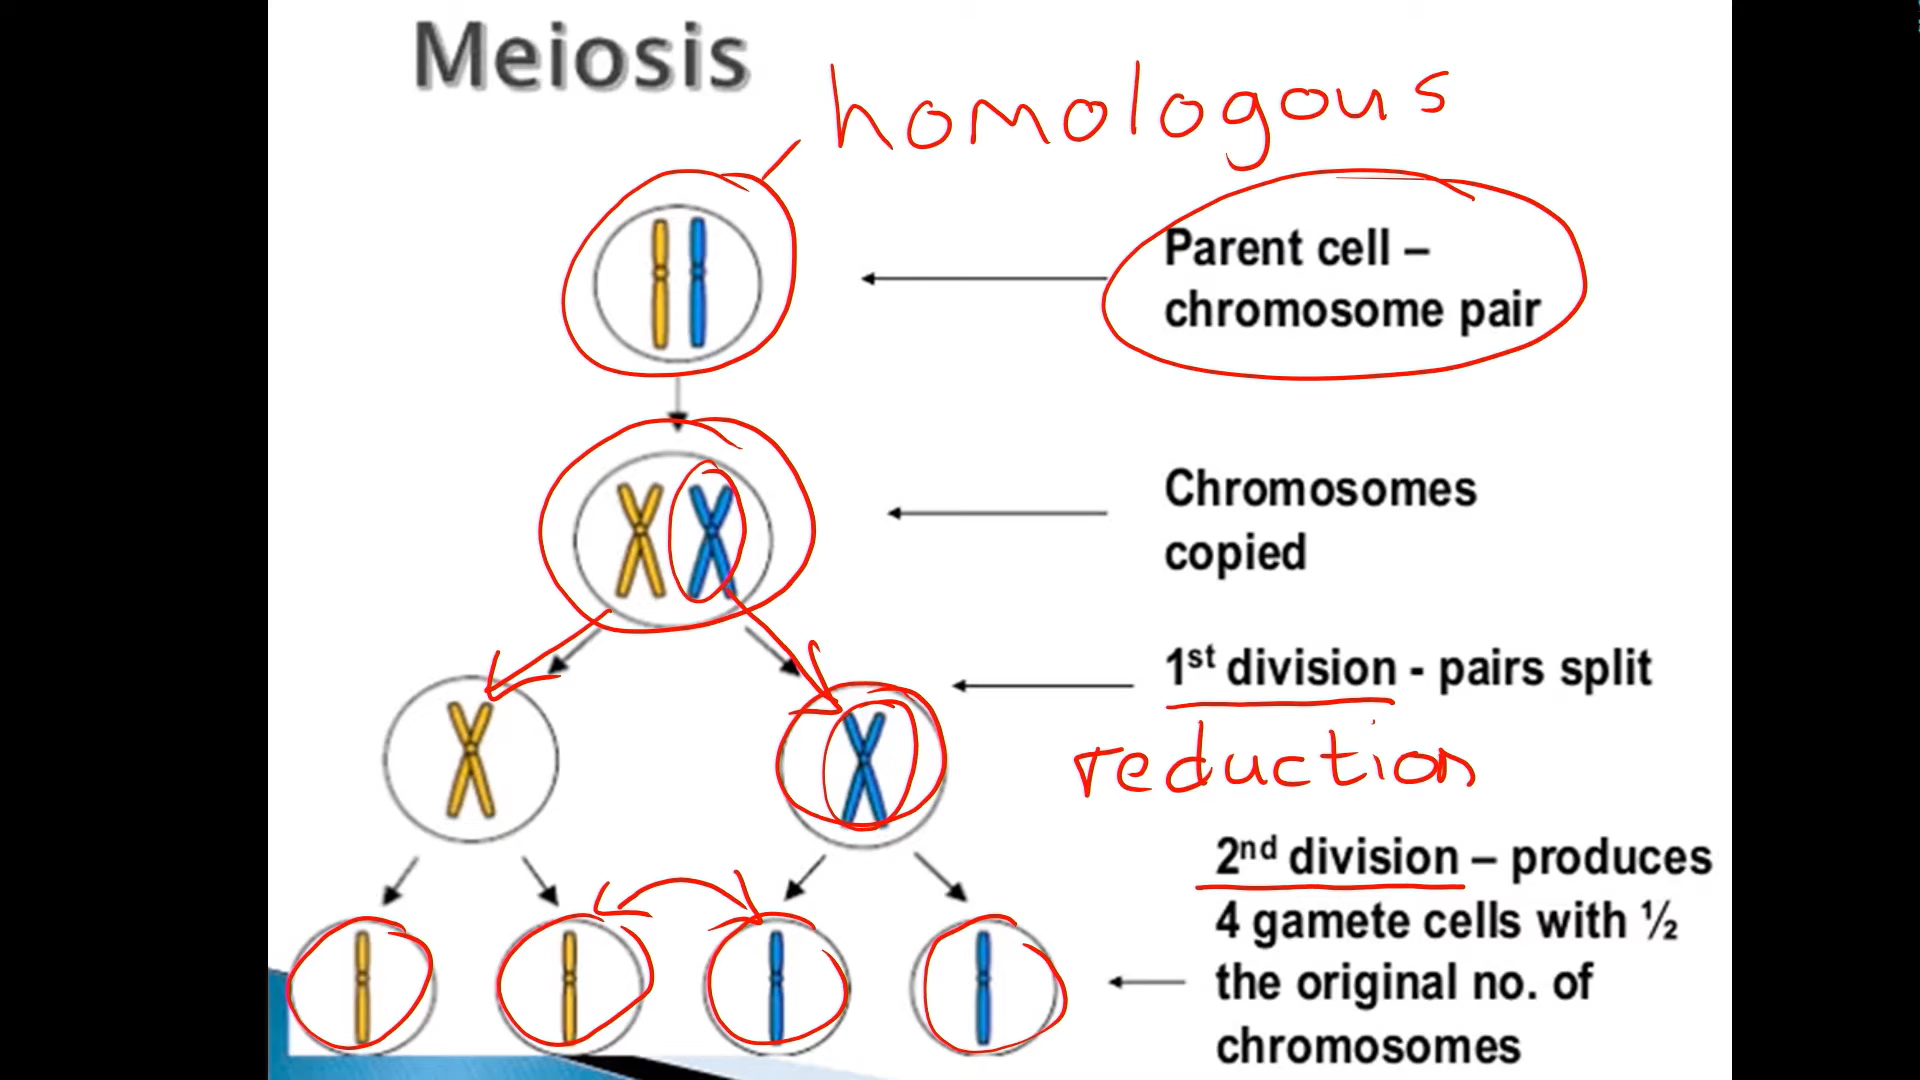 Meiosis
homologous
Parent cell –
chromosome pair
Chromosomes
copied
1st division - pairs split
reduction
2nd division – produces
4 gamete cells with ½
the original no. of
chromosomes